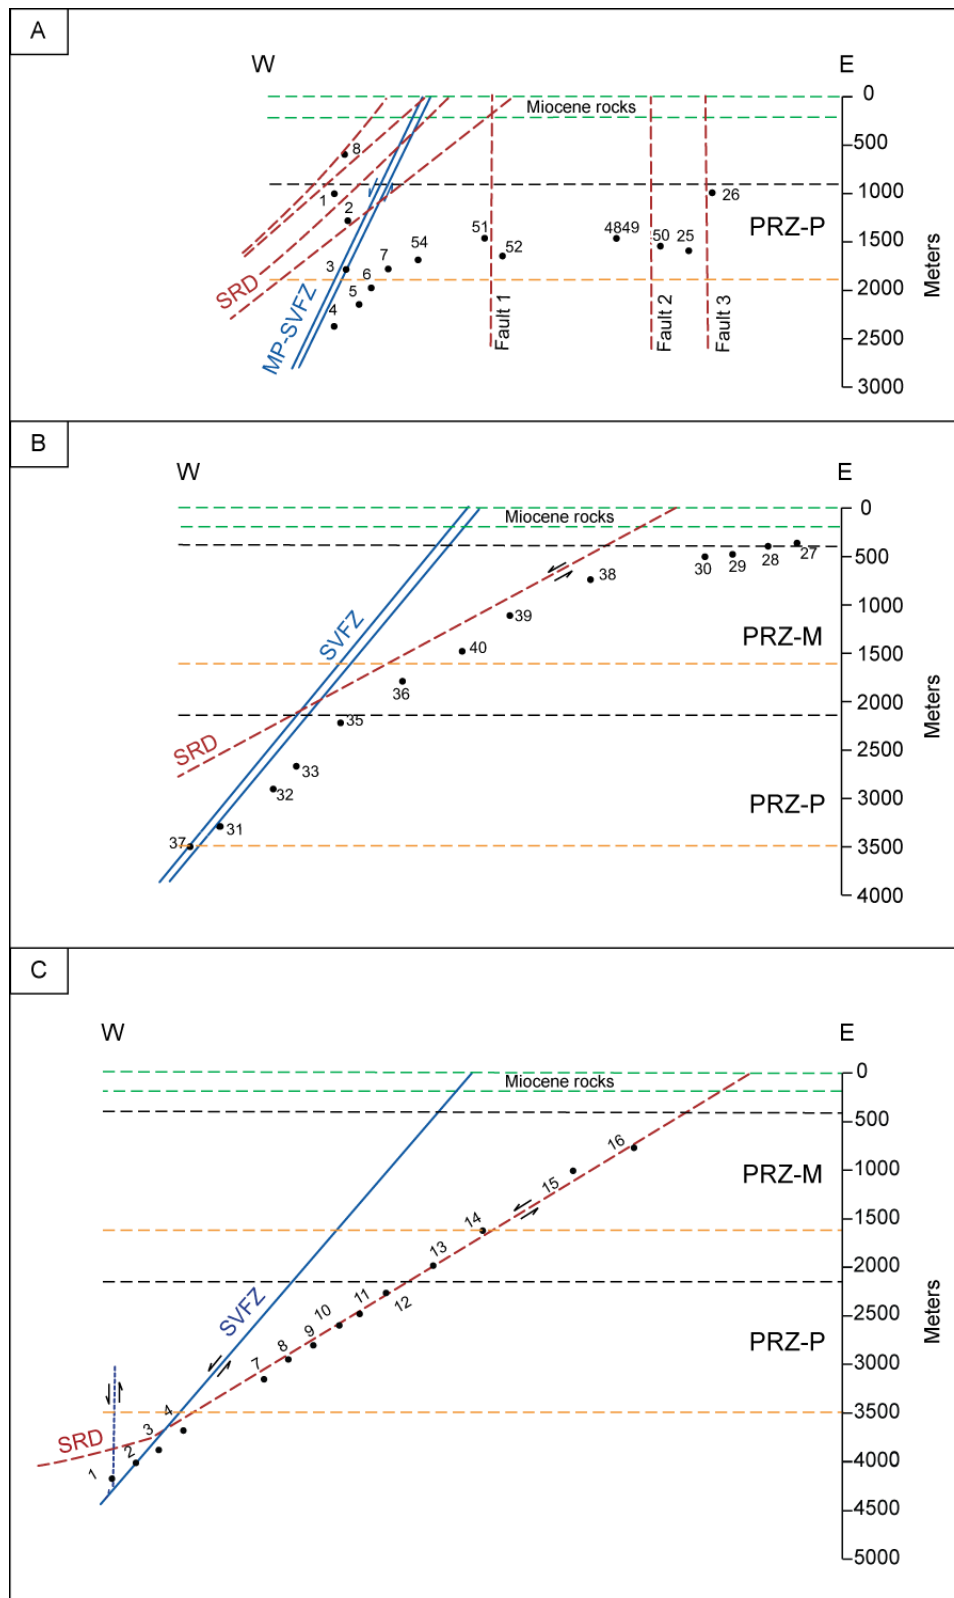 A
W
E
0
Miocene rocks
500
8
1000
1
26
2
PRZ-P
51
4849
1500
54
52
50
25
7
3
6
2000
5
4
SRD
MP-SVFZ
Fault 1
Fault 2
Fault 3
2500
3000
Meters
B
W
E
0
Miocene rocks
500
30
29
28
27
38
1000
39
SVFZ
PRZ-M
40
1500
36
2000
35
SRD
2500
33
32
PRZ-P
3000
37
31
3500
4000
Meters
C
W
E
0
Miocene rocks
500
16
PRZ-M
1000
15
14
1500
13
2000
SVFZ
11
12
10
2500
9
8
PRZ-P
7
3000
4
3500
3
SRD
2
1
4000
4500
5000
Meters